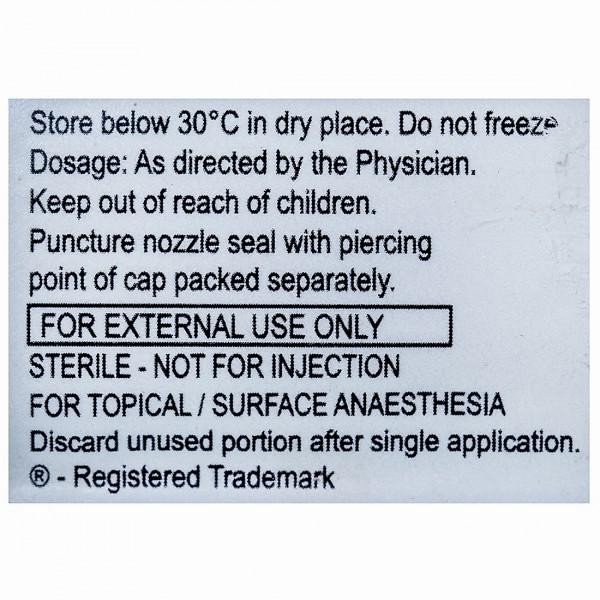 Store below 30°C in dry place. Do not freeze
Dosage: As directed by the Physician.
Keep out of reach of children.
Puncture nozzle seal with piercing
point of cap packed separately.
FOR EXTERNAL USE ONLY
STERILE - NOT FOR INJECTION
FOR TOPICAL / SURFACE ANAESTHESIA
Discard unused portion after single application.
® - Registered Trademark